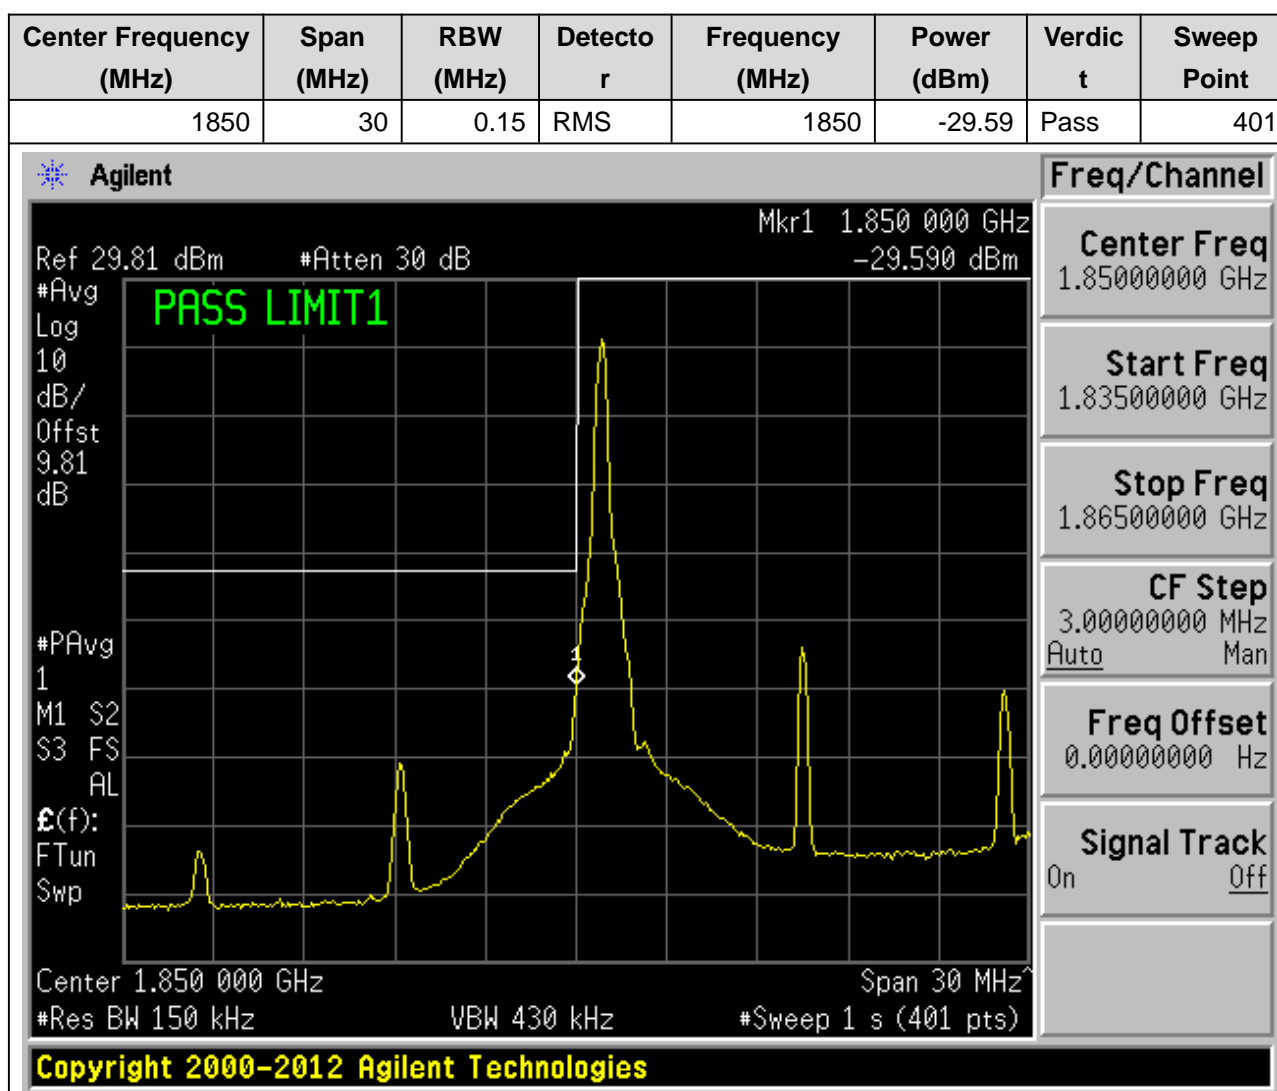 Center Frequency (MHz) Span (MHz) RBW (MHz) Detecto r Frequency (MHz) Power (dBm) Verdic t Sweep Point
1850 30 0.15 RMS 1850 -29.59 Pass 401
Agilent
Freq/Channel
Mkr1 1.850 000 GHz
Ref 29.81 dBm #Atten 30 dB -29.590 dBm
#Avg
Log
10
dB/
Offst
9.81
dB
PASS LIMIT1
1
#PAvg
1
M1 S2
S3 FS
AL
£(f):
FTun
Swp
Center 1.850 000 GHz Span 30 MHz^
#Res BW 150 kHz VBW 430 kHz #Sweep 1 s (401 pts)
Center Freq
1.85000000 GHz
Start Freq
1.83500000 GHz
Stop Freq
1.86500000 GHz
CF Step
3.00000000 MHz
Auto Man
Freq Offset
0.00000000 Hz
Signal Track
On Off
Copyright 2000-2012 Agilent Technologies